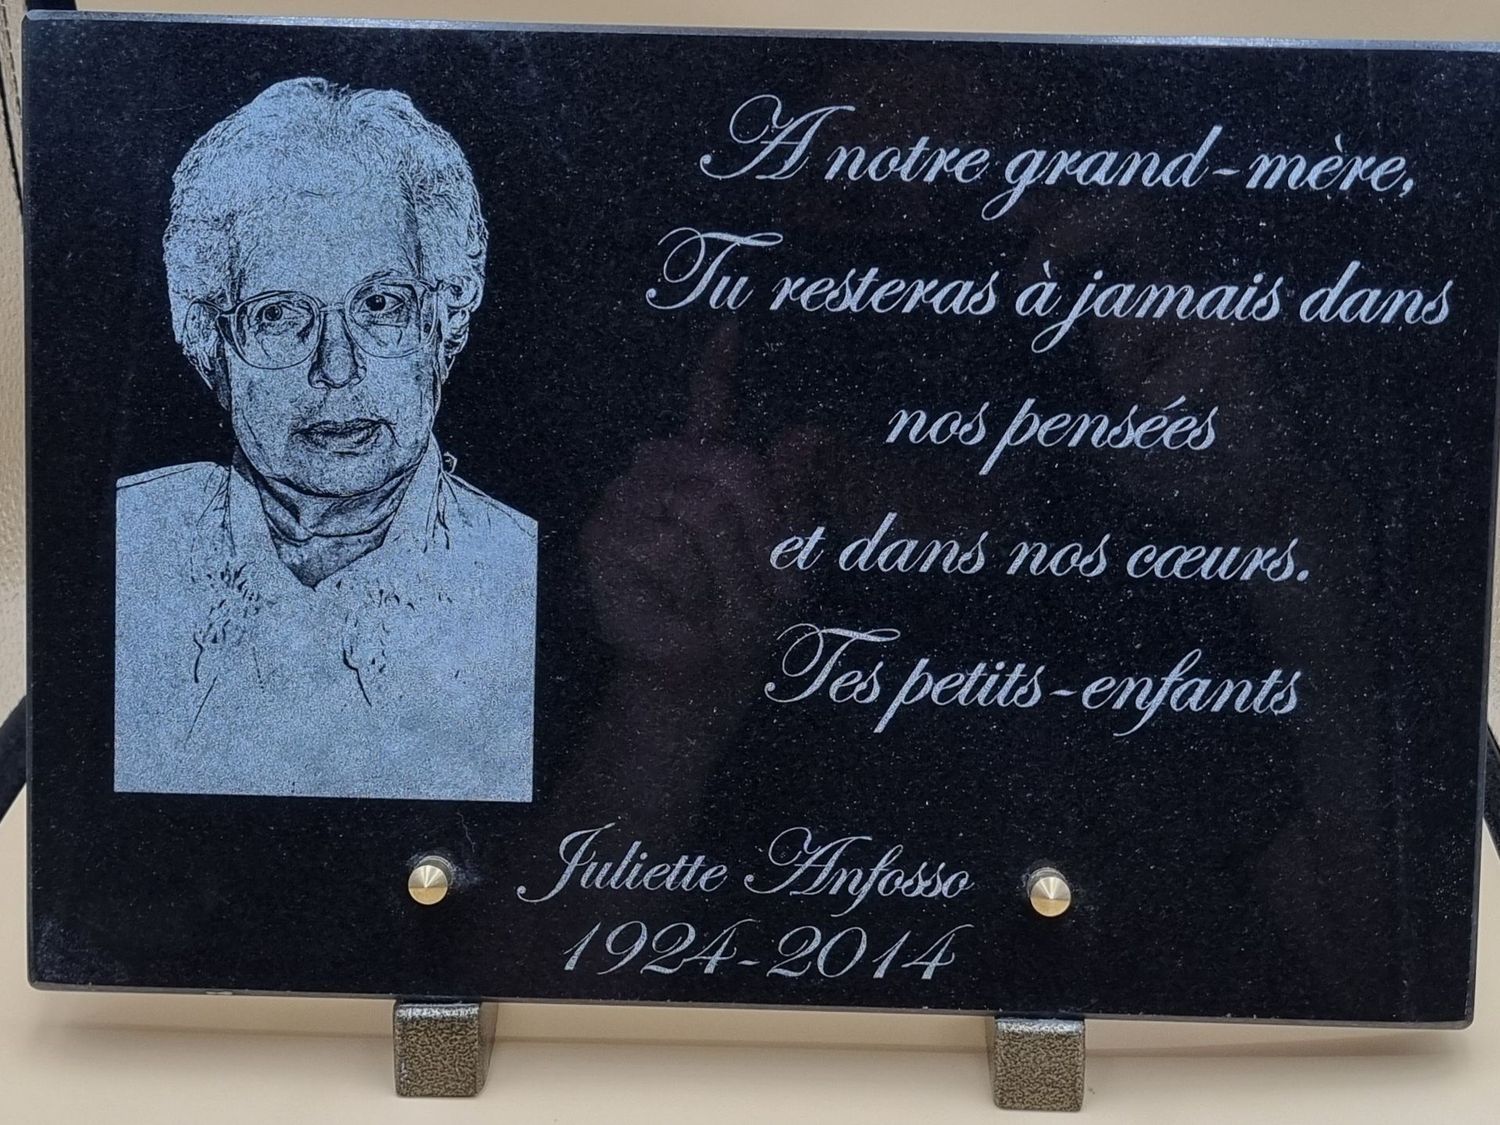 A notre grand-mère,
Tu resteras à jamais dans
nos pensées
et dans nos cœurs.
Tes petits-enfants
Juliette Anfosso
1924-2014